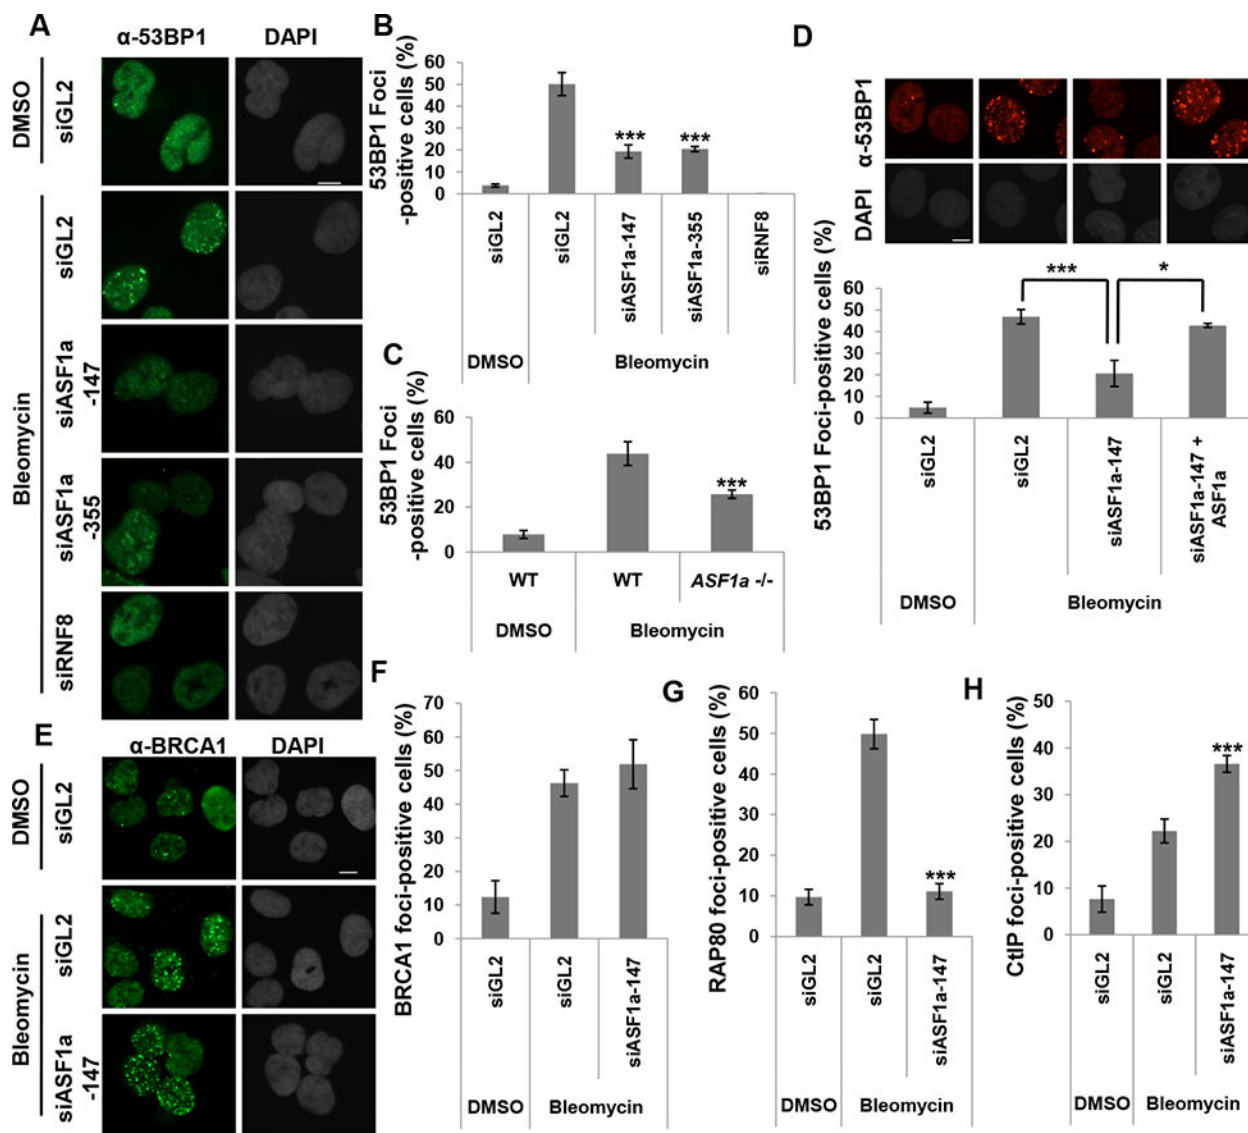 A
α-53BP1 DAPI
DMSO
siGL2
Bleomycin
siGL2
siASF1a
-147
siASF1a
-355
siRNF8
B
53BP1 Foci
-positive cells (%)
60
50
40
30
20
10
0
***
***
siGL2
siGL2
siASF1a-147
siASF1a-355
siRNF8
DMSO
Bleomycin
C
53BP1 Foci
-positive cells (%)
60
40
20
0
***
WT
WT
ASF1a -/-
DMSO
Bleomycin
D
α-53BP1
DAPI
53BP1 Foci-positive cells (%)
60
50
40
30
20
10
0
***
*
siGL2
siGL2
siASF1a-147
siASF1a-147 +
ASF1a
DMSO
Bleomycin
E
α-BRCA1 DAPI
DMSO
siGL2
Bleomycin
siGL2
siASF1a
-147
F
BRCA1 foci-positive cells (%)
70
60
50
40
30
20
10
0
siGL2
siGL2
siASF1a-147
DMSO
Bleomycin
G
RAP80 foci-positive cells (%)
60
50
40
30
20
10
0
***
siGL2
siGL2
siASF1a-147
DMSO
Bleomycin
H
CtIP foci-positive cells (%)
50
40
30
20
10
0
***
siGL2
siGL2
siASF1a-147
DMSO
Bleomycin